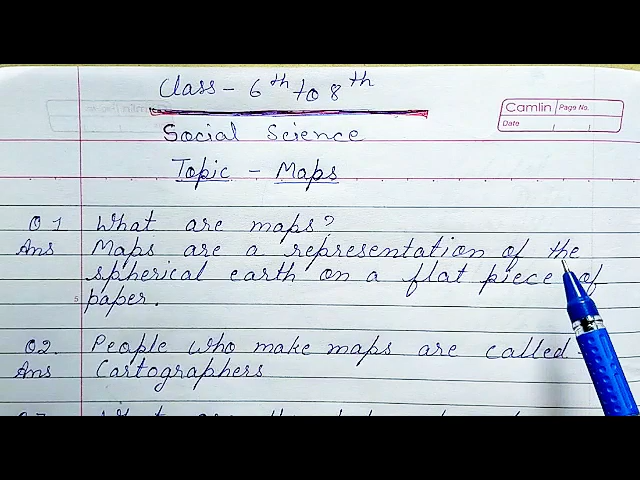 Class - 6th to 8th
Camlin Page No.
Date
Social Science
Topic - Maps
Q 1 What are maps?
Ans Maps are a representation of the
spherical earth on a flat piece of
paper.
Q2. People who make maps are called
Ans Cartographers